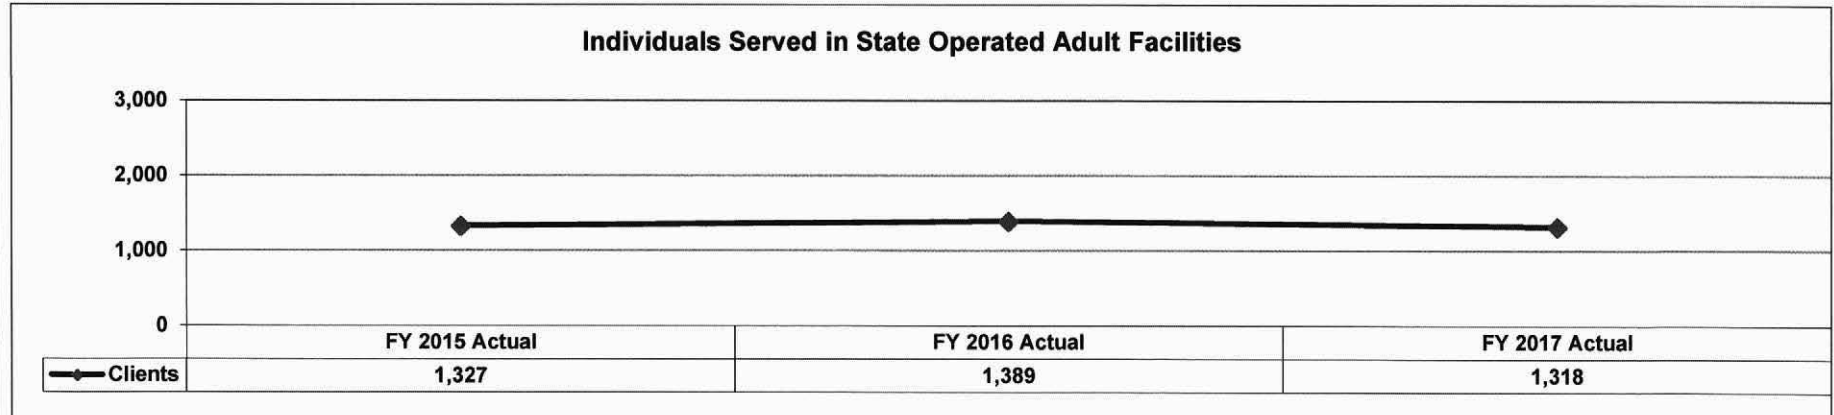 Individuals Served in State Operated Adult Facilities
3,000
2,000
1,000
0
FY 2015 Actual FY 2016 Actual FY 2017 Actual
Clients 1,327 1,389 1,318